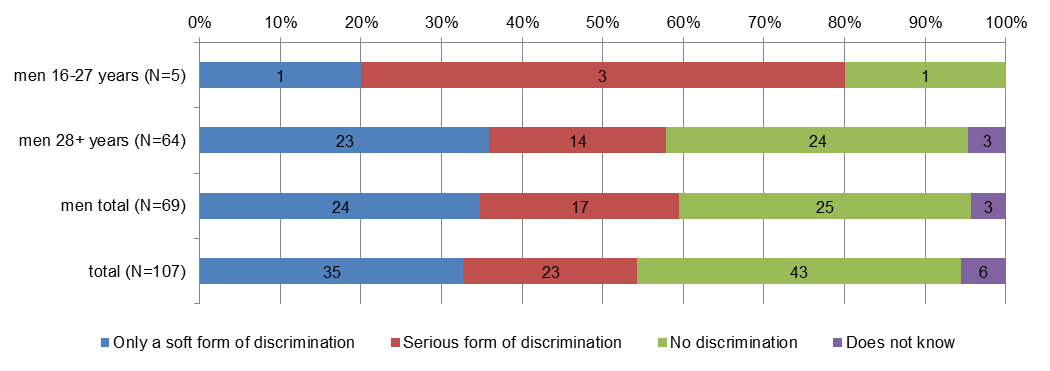 0% 10% 20% 30% 40% 50% 60% 70% 80% 90% 100%
men 16-27 years (N=5) 1 3 1
men 28+ years (N=64) 23 14 24 3
men total (N=69) 24 17 25 3
total (N=107) 35 23 43 6
Only a soft form of discrimination Serious form of discrimination No discrimination Does not know